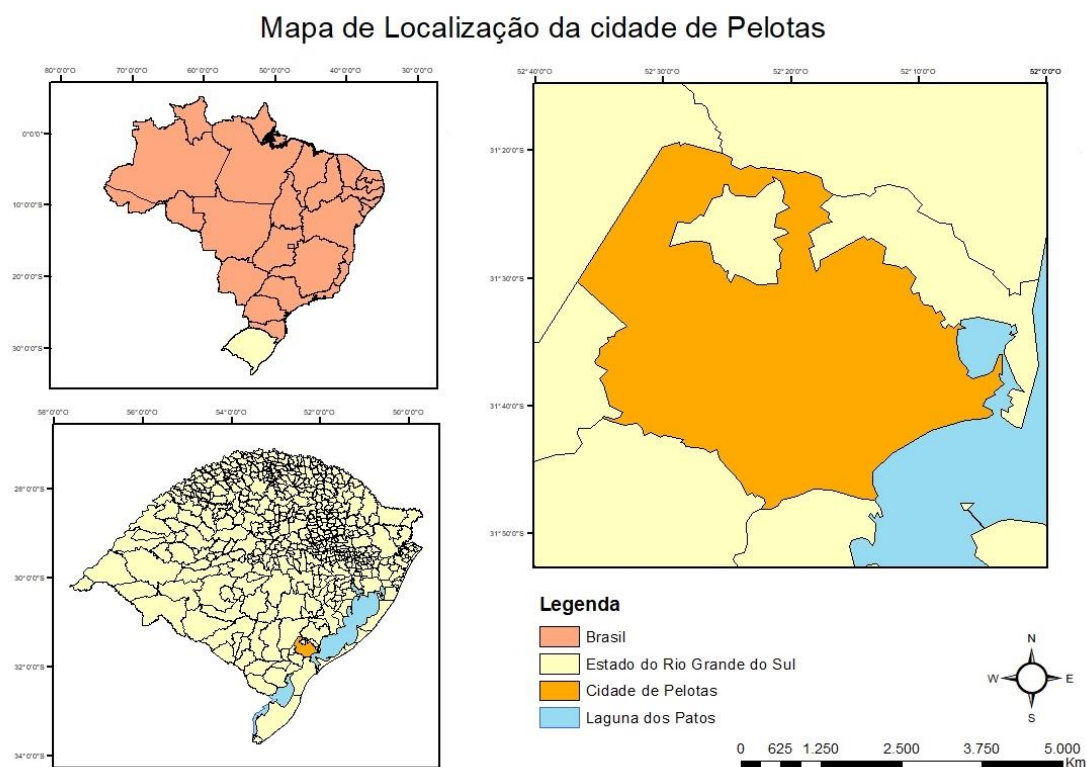 Mapa de Localização da cidade de Pelotas
80°0'0"O 70°0'0"O 60°0'0"O 50°0'0"O 40°0'0"O 30°0'0"O
0°0'0"
10°0'0"S
20°0'0"S
30°0'0"S
58°0'0"O 56°0'0"O 54°0'0"O 52°0'0"O 50°0'0"O
28°0'0"S
30°0'0"S
32°0'0"S
34°0'0"S
52°40'0"O 52°30'0"O 52°20'0"O 52°10'0"O 52°0'0"O
31°20'0"S
31°30'0"S
31°40'0"S
31°50'0"S
Legenda
Brasil
Estado do Rio Grande do Sul
Cidade de Pelotas
Laguna dos Patos
N
W E
S
0 625 1.250 2.500 3.750 5.000
Km